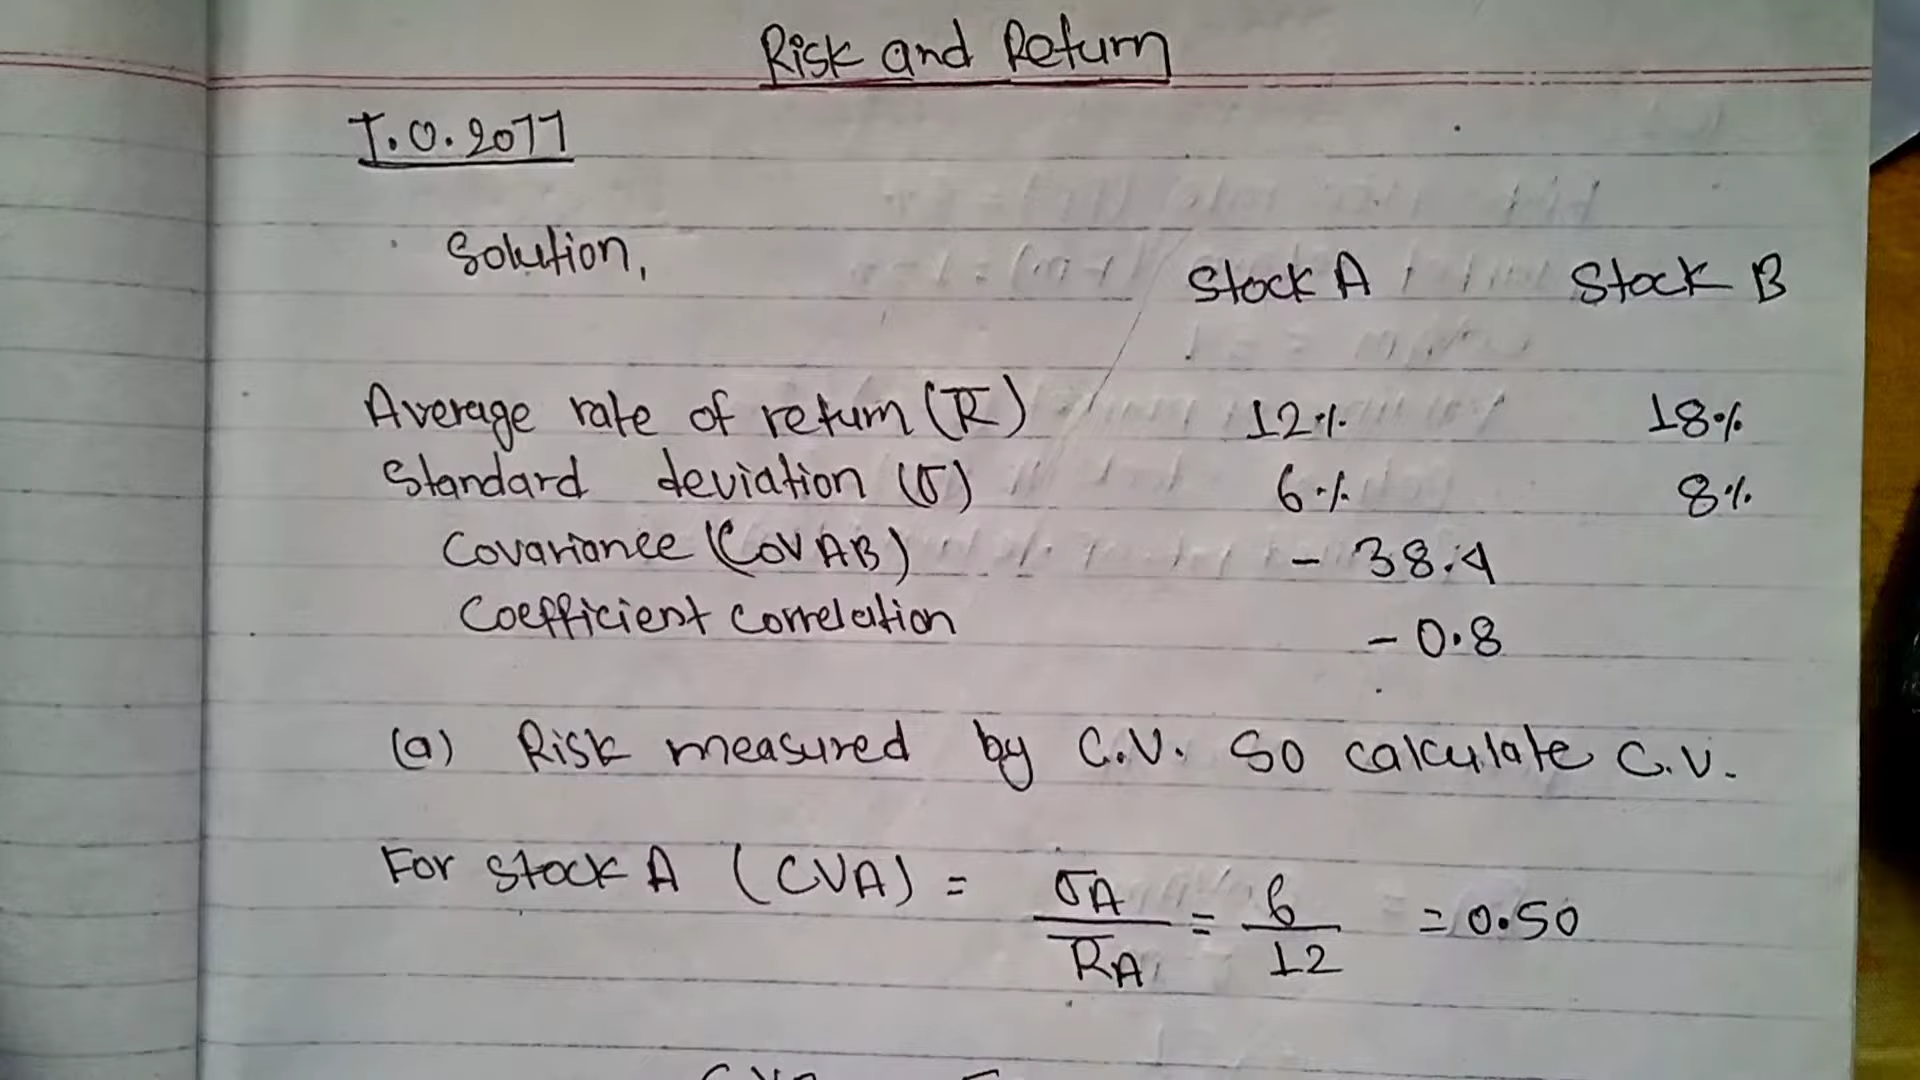 Risk and Return
T.O.2077
Solution,
Stock A Stock B
Average rate of return (R̅) 12% 18%
Standard deviation (σ) 6% 8%
Covariance (Cov AB) - 38.4
Coefficient Correlation - 0.8
(a) Risk measured by C.V. So calculate C.V.
For stock A (CVA) = σA / R̅A = 6 / 12 = 0.50